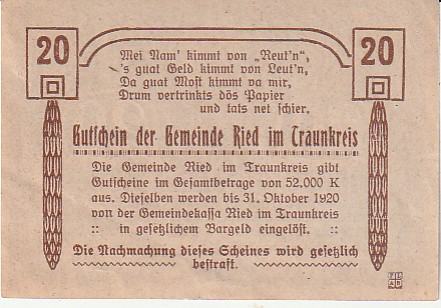 20
20
Mei Nam' kimmt von „Reut'n“,
's guat Geld kimmt von Leut'n,
Da guat Most kimmt va mir,
Drum vertrinkts dös Papier
und tats net schier.
Gutschein der Gemeinde Ried im Traunkreis
Die Gemeinde Ried im Traunkreis gibt
Gutscheine im Gesamtbetrage von 52.000 K
aus. Dieselben werden bis 31. Oktober 1920
von der Gemeindekassa Ried im Traunkreis
:: in gesetzlichem Bargeld eingelöst. ::
Die Nachmachung dieses Scheines wird gesetzlich
bestraft.